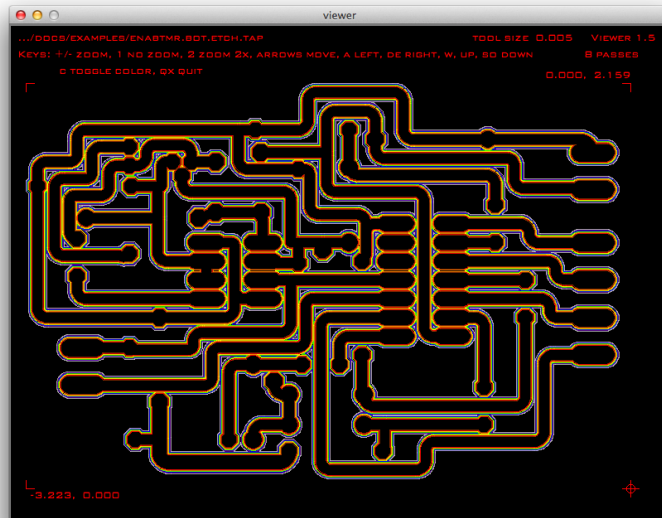 viewer
.../DOCS/EXAMPLES/ENABTMR.BOT.ETCH.TAP TOOL SIZE 0.005 VIEWER 1.5
KEYS: +/- ZOOM, 1 NO ZOOM, 2 ZOOM 2X, ARROWS MOVE, A LEFT, DE RIGHT, W, UP, SO DOWN 8 PASSES
C TOGGLE COLOR, QX QUIT
0.000, 2.159
-3.223, 0.000